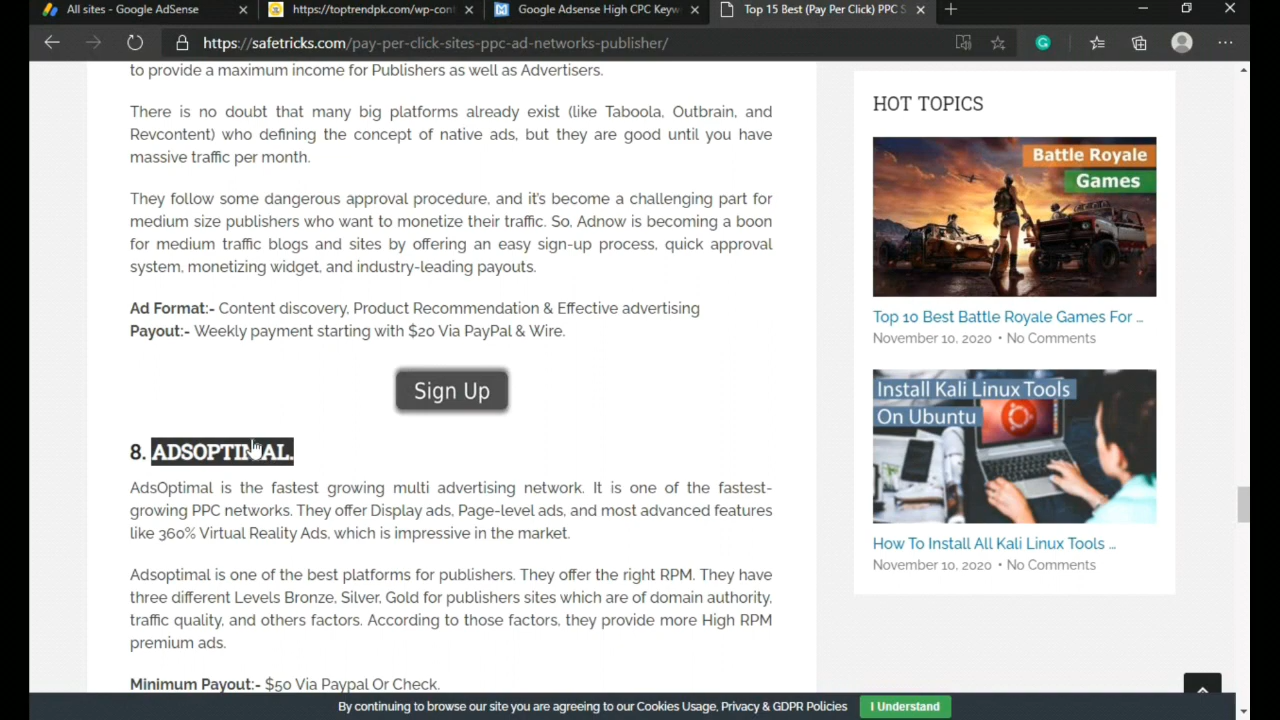 All sites - Google AdSense
https://toptrendpk.com/wp-cont
Google Adsense High CPC Keyw
Top 15 Best (Pay Per Click) PPC S
https://safetricks.com/pay-per-click-sites-ppc-ad-networks-publisher/
to provide a maximum income for Publishers as well as Advertisers.
There is no doubt that many big platforms already exist (like Taboola, Outbrain, and
Revcontent) who defining the concept of native ads, but they are good until you have
massive traffic per month.
They follow some dangerous approval procedure, and it's become a challenging part for
medium size publishers who want to monetize their traffic. So, Adnow is becoming a boon
for medium traffic blogs and sites by offering an easy sign-up process, quick approval
system, monetizing widget, and industry-leading payouts.
Ad Format:- Content discovery, Product Recommendation & Effective advertising
Payout:- Weekly payment starting with $20 Via PayPal & Wire.
Sign Up
8. ADSOPTIMAL.
AdsOptimal is the fastest growing multi advertising network. It is one of the fastest-
growing PPC networks. They offer Display ads, Page-level ads, and most advanced features
like 360% Virtual Reality Ads, which is impressive in the market.
Adsoptimal is one of the best platforms for publishers. They offer the right RPM. They have
three different Levels Bronze, Silver, Gold for publishers sites which are of domain authority,
traffic quality, and others factors. According to those factors, they provide more High RPM
premium ads.
Minimum Payout:- $50 Via Paypal Or Check.
HOT TOPICS
Battle Royale
Games
Top 10 Best Battle Royale Games For ...
November 10, 2020 • No Comments
Install Kali Linux Tools
On Ubuntu
How To Install All Kali Linux Tools ...
November 10, 2020 • No Comments
By continuing to browse our site you are agreeing to our Cookies Usage, Privacy & GDPR Policies
I Understand